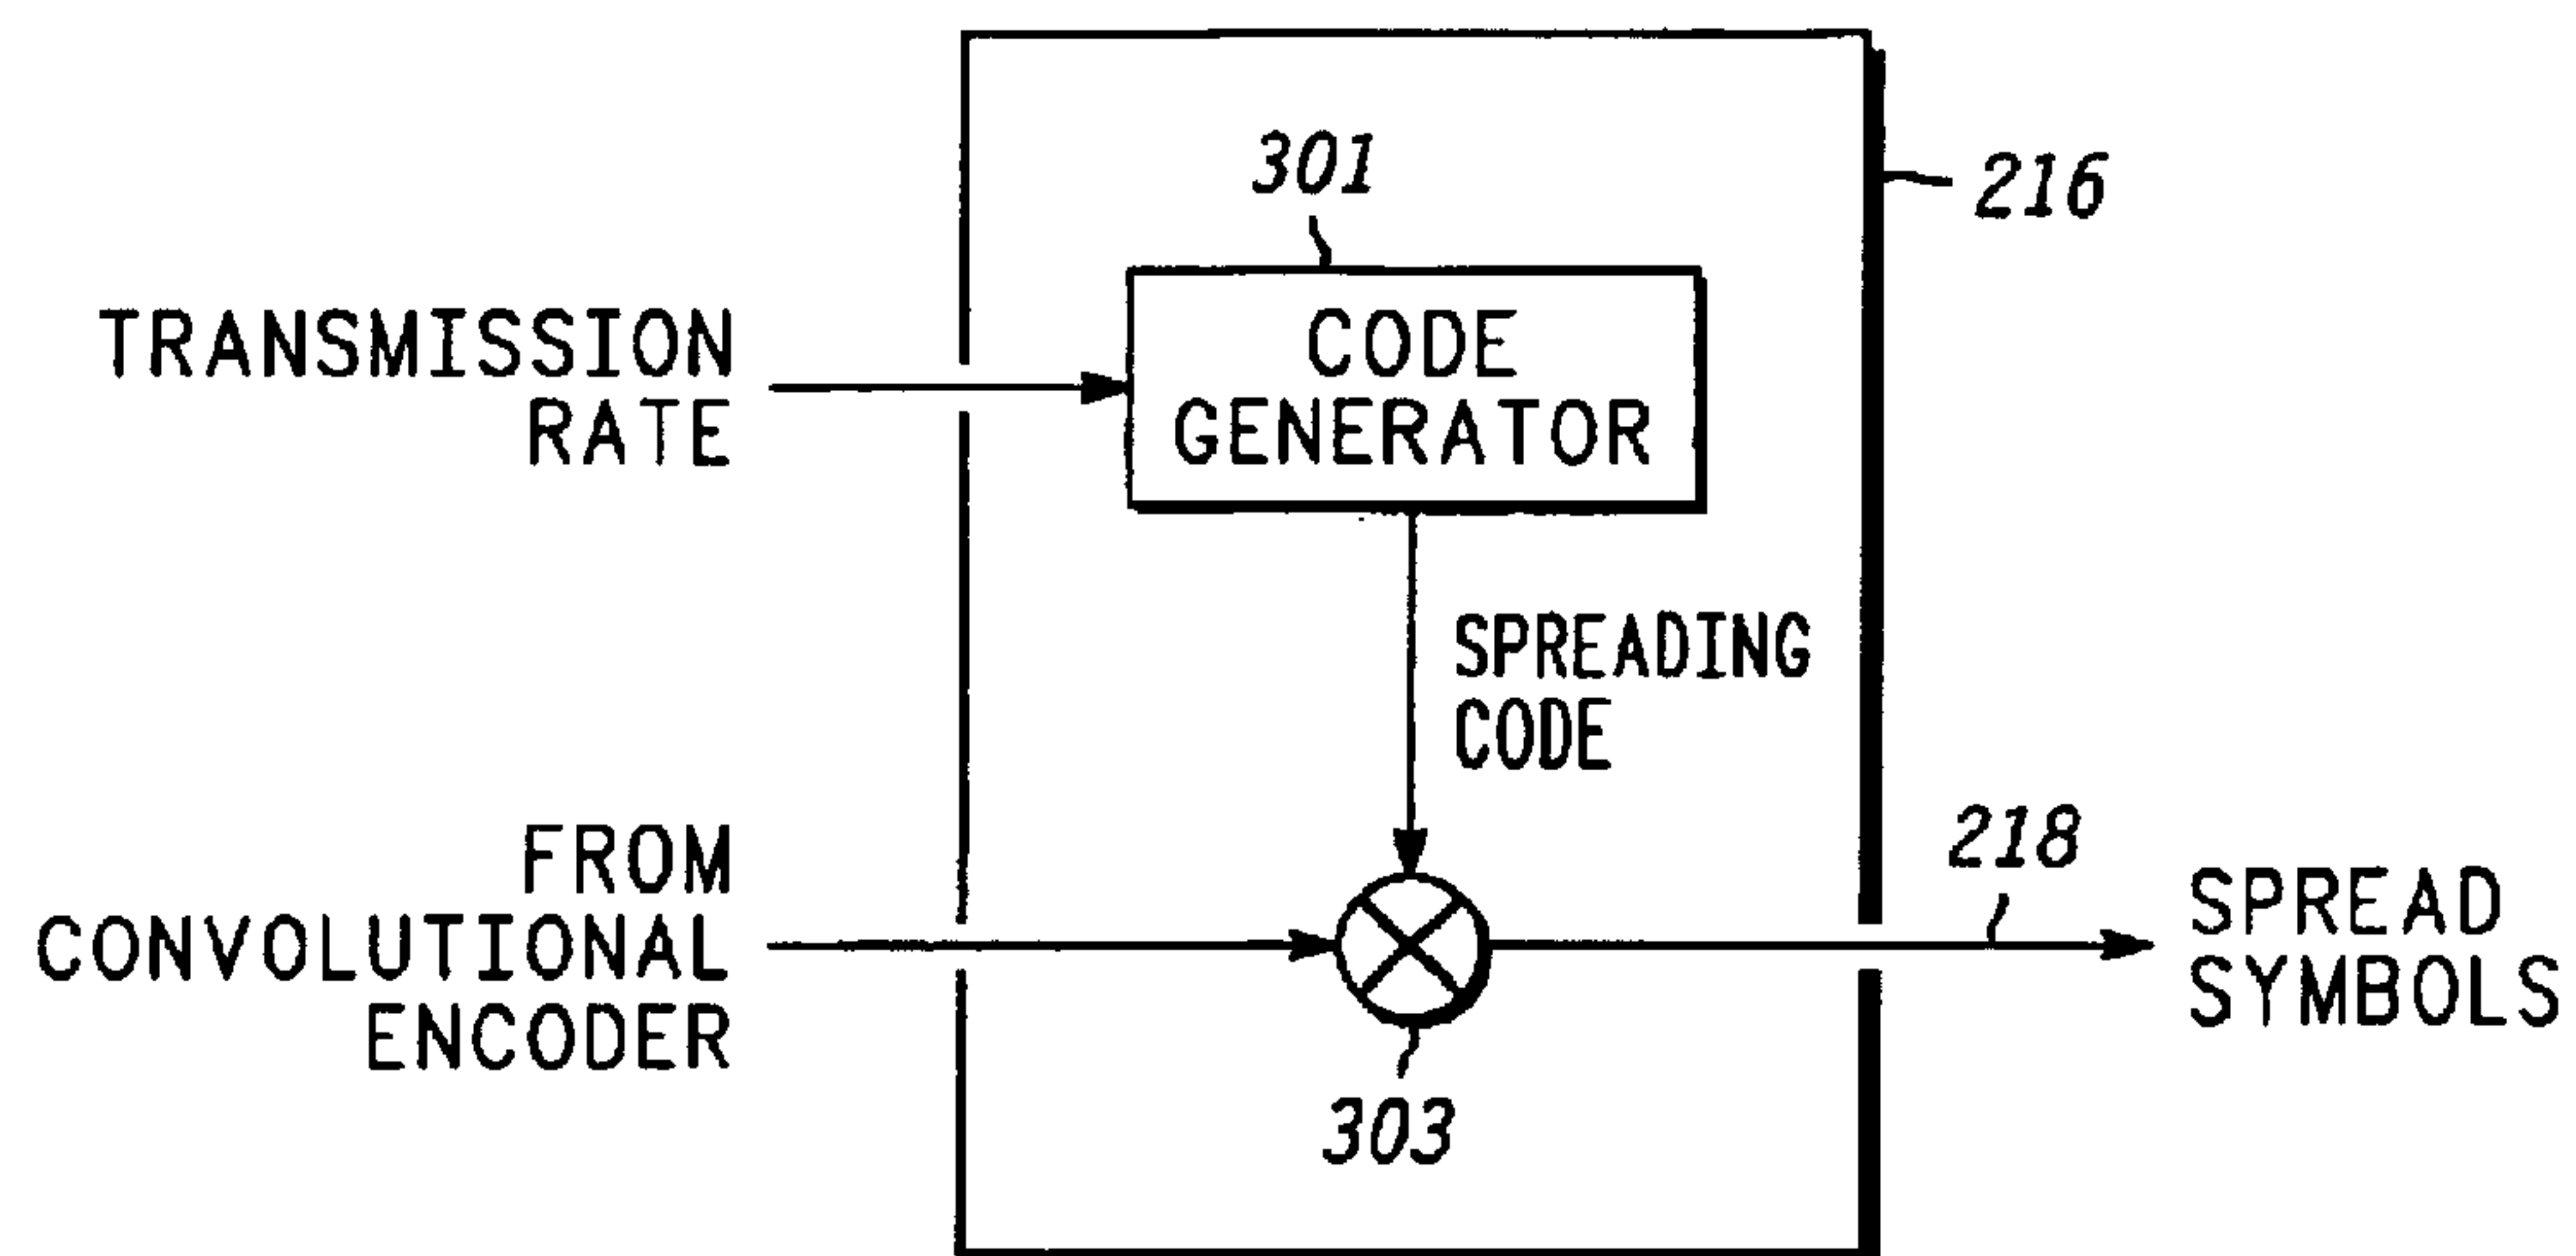 301
216
TRANSMISSION
RATE
CODE
GENERATOR
SPREADING
CODE
FROM
CONVOLUTIONAL
ENCODER
218
SPREAD
SYMBOLS
303